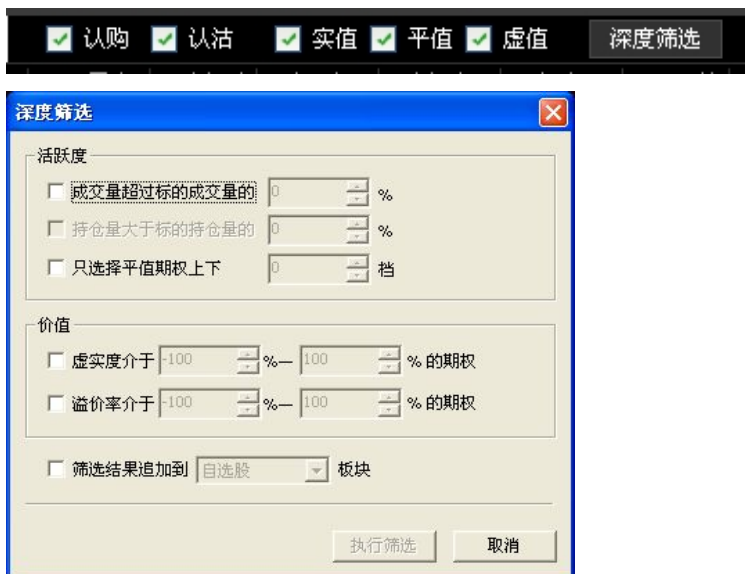 认购 认沽 实值 平值 虚值 深度筛选
深度筛选
活跃度
成交量超过标的成交量的 0 %
持仓量大于标的持仓量的 0 %
只选择平值期权上下 0 档
价值
虚实度介于 -100 %— 100 % 的期权
溢价率介于 -100 %— 100 % 的期权
筛选结果追加到 自选股 板块
执行筛选 取消